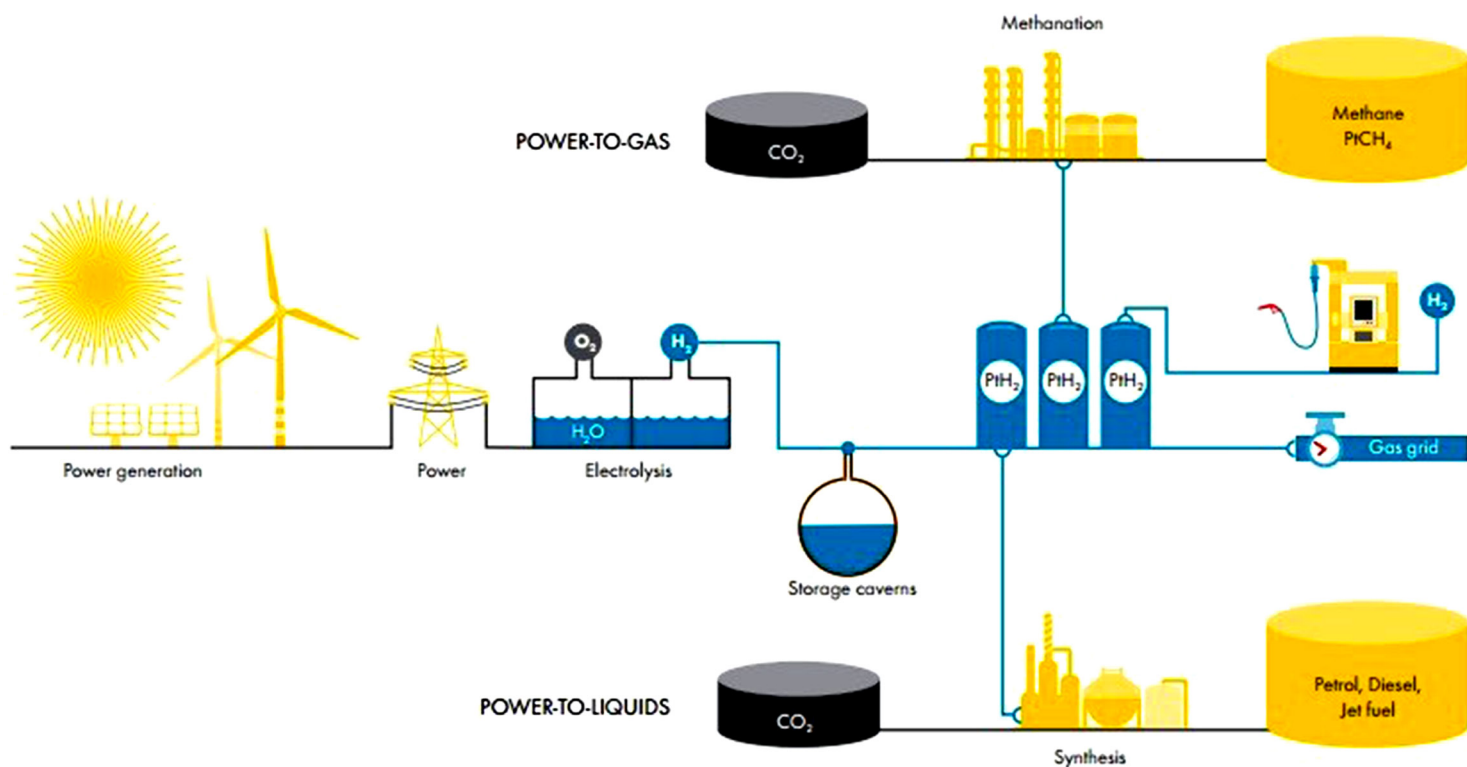 Methanation
POWER-TO-GAS
CO₂
Methane
PtCH₄
O₂
H₂
H₂
PtH₂
PtH₂
PtH₂
H₂O
Gas grid
Power generation
Power
Electrolysis
Storage caverns
POWER-TO-LIQUIDS
CO₂
Petrol, Diesel,
Jet fuel
Synthesis